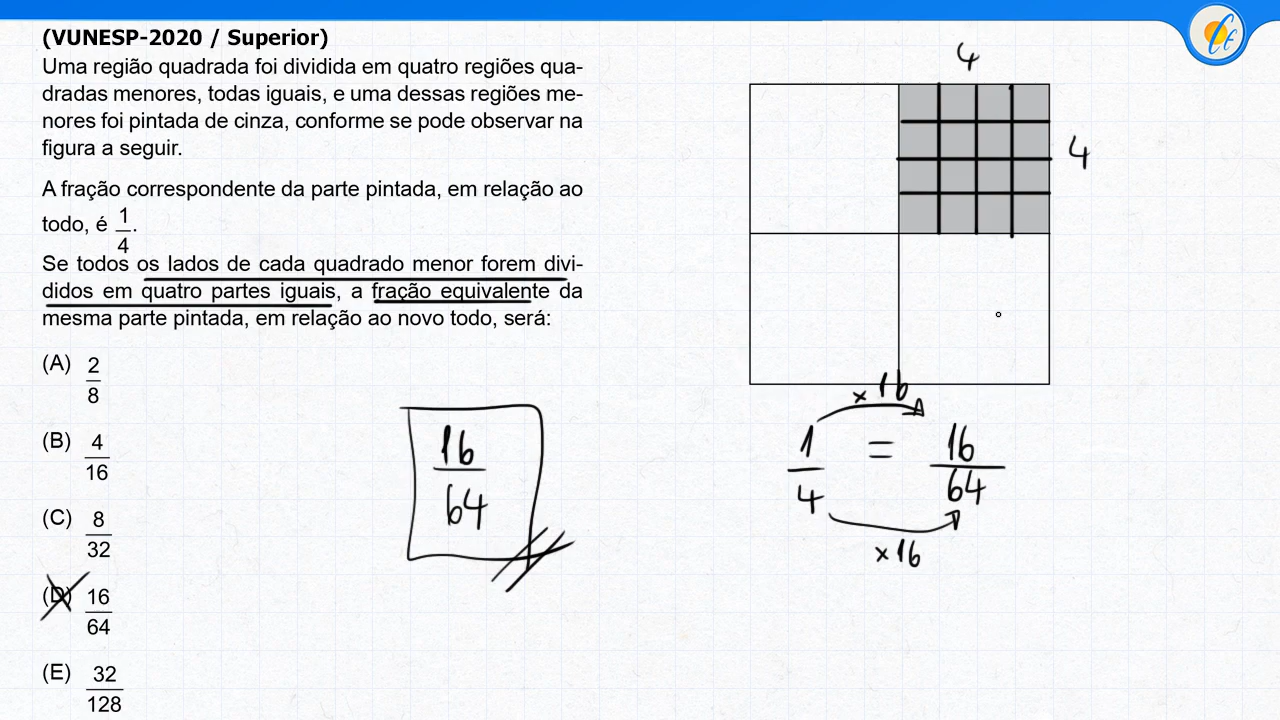 (VUNESP-2020 / Superior)
Uma região quadrada foi dividida em quatro regiões qua-
dradas menores, todas iguais, e uma dessas regiões me-
nores foi pintada de cinza, conforme se pode observar na
figura a seguir.
A fração correspondente da parte pintada, em relação ao
todo, é 1/4.
Se todos os lados de cada quadrado menor forem divi-
didos em quatro partes iguais, a fração equivalente da
mesma parte pintada, em relação ao novo todo, será:
(A) 2/8
(B) 4/16
(C) 8/32
(D) 16/64
(E) 32/128
16/64
4
4
×16
1/4 = 16/64
×16